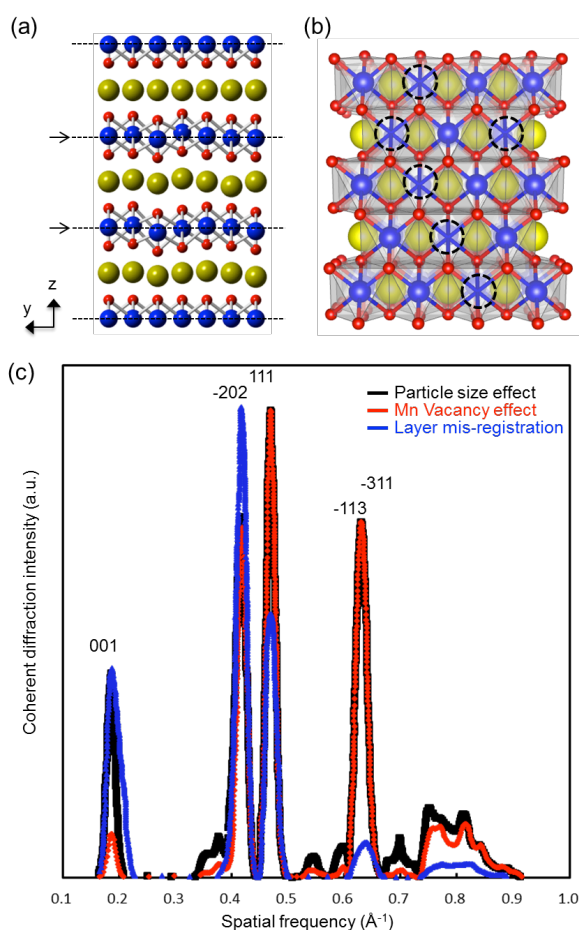 (a)
(b)
z
y
(c)
111
-202
Particle size effect
Mn Vacancy effect
Layer mis-registration
-311
-113
001
Coherent diffraction intensity (a.u.)
0.1 0.2 0.3 0.4 0.5 0.6 0.7 0.8 0.9 1.0
Spatial frequency (Å-1)